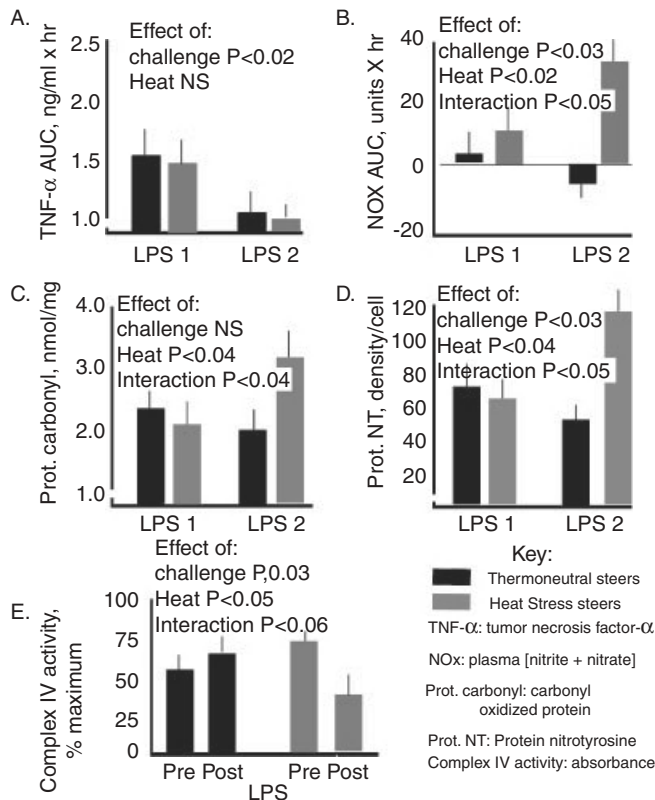 A.
Effect of:
challenge P<0.02
Heat NS
TNF-α AUC, ng/ml x hr
2.5
2.0
1.5
1.0
LPS 1 LPS 2
B.
Effect of:
challenge P<0.03
Heat P<0.02
Interaction P<0.05
NOX AUC, units X hr
40
20
0
-20
LPS 1 LPS 2
C.
Effect of:
challenge NS
Heat P<0.04
Interaction P<0.04
Prot. carbonyl, nmol/mg
4.0
3.0
2.0
1.0
LPS 1 LPS 2
D.
Effect of:
challenge P<0.03
Heat P<0.04
Interaction P<0.05
Prot. NT, density/cell
120
100
80
60
40
20
LPS 1 LPS 2
E.
Effect of:
challenge P,0.03
Heat P<0.05
Interaction P<0.06
Complex IV activity,
% maximum
100
75
50
25
0
Pre Post Pre Post
LPS
Key:
Thermoneutral steers
Heat Stress steers
TNF-α: tumor necrosis factor-α
NOx: plasma [nitrite + nitrate]
Prot. carbonyl: carbonyl
oxidized protein
Prot. NT: Protein nitrotyrosine
Complex IV activity: absorbance